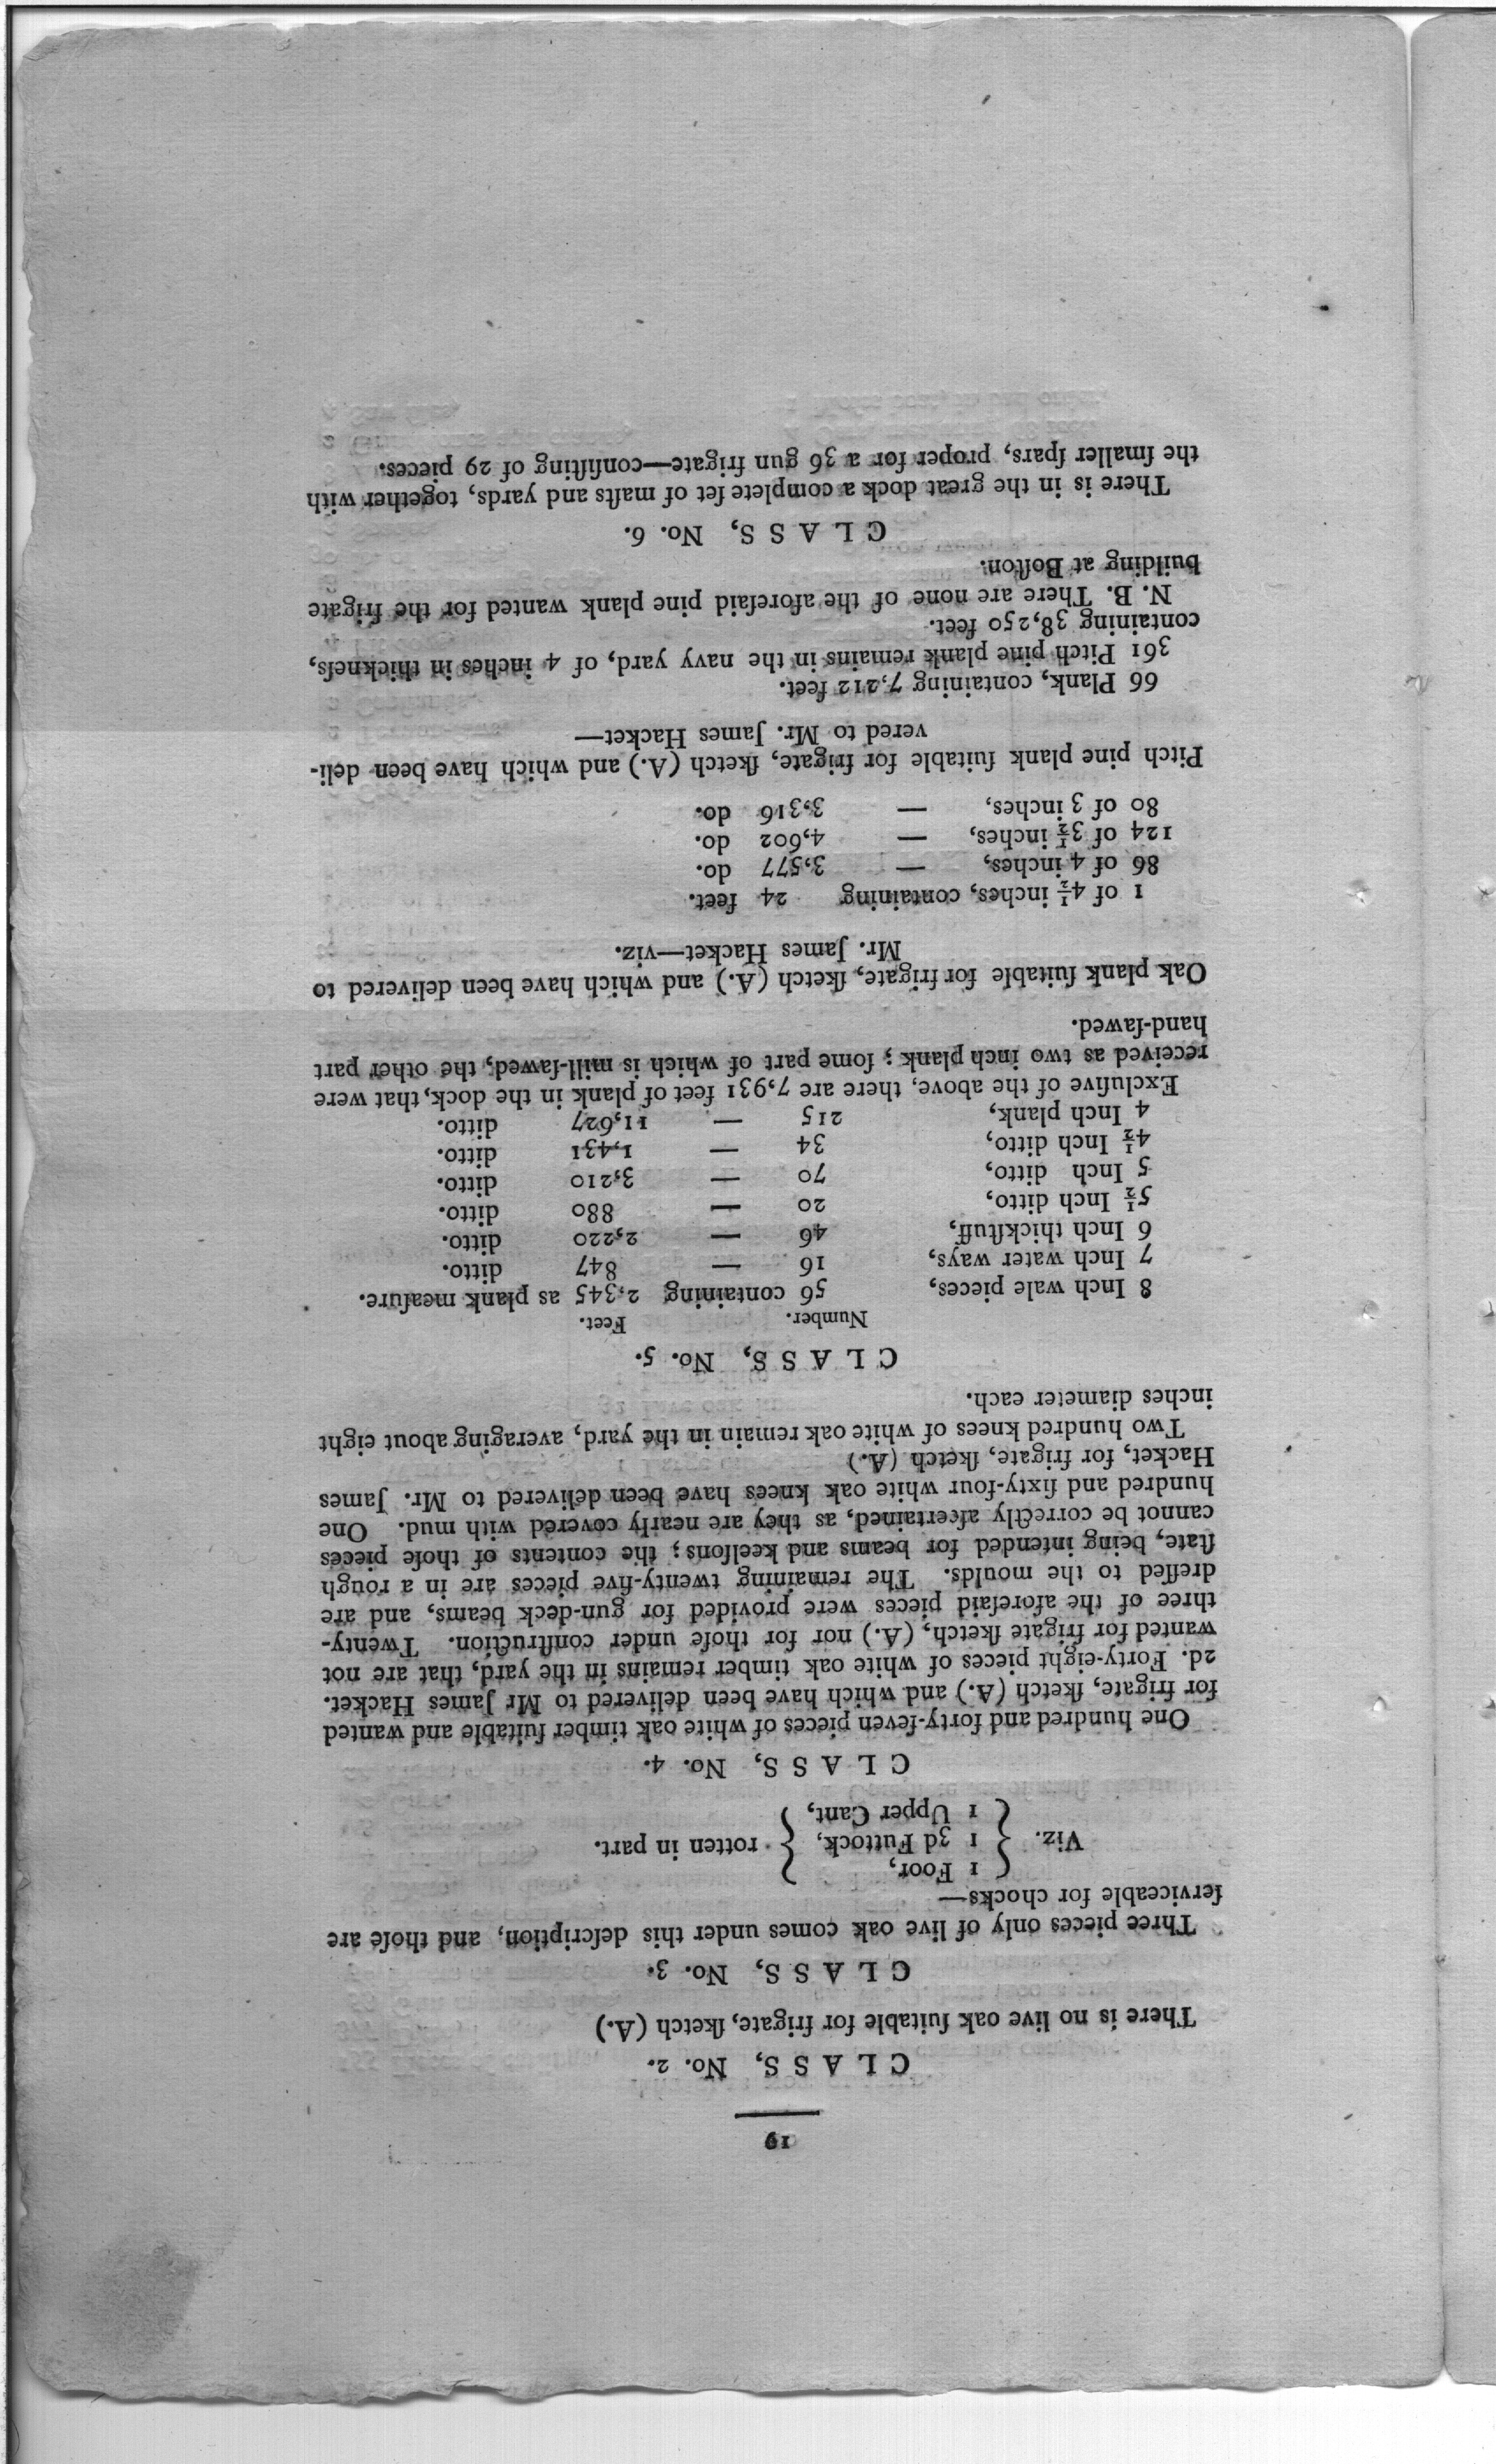 19
C L A S S, No. 2.
There is no live oak ſuitable for frigate, ſketch (A.)
C L A S S, No. 3.
Three pieces only of live oak comes under this deſcription, and thoſe are
ſerviceable for chocks—
Viz. { 1 Foor,
1 3d Futtock, } rotten in part.
1 Upper Cant,
C L A S S, No. 4.
One hundred and forty-ſeven pieces of white oak timber ſuitable and wanted
for frigate, ſketch (A.) and which have been delivered to Mr James Hacket.
2d. Forty-eight pieces of white oak timber remains in the yard, that are not
wanted for frigate ſketch, (A.) nor for thoſe under conſtruction. Twenty-
three of the aforeſaid pieces were provided for gun-deck beams, and are
dreſſed to the moulds. The remaining twenty-five pieces are in a rough
ſtate, being intended for beams and keelſons; the contents of thoſe pieces
cannot be correctly aſcertained, as they are nearly covered with mud. One
hundred and ſixty-four white oak knees have been delivered to Mr. James
Hacket, for frigate, ſketch (A.)
Two hundred knees of white oak remain in the yard, averaging about eight
inches diameter each.
C L A S S, No. 5.
Number. Feet.
8 Inch wale pieces, 56 containing 2,345 as plank meaſure.
7 Inch water ways, 16 — 847 ditto.
6 Inch thickſtuff, 46 — 2,220 ditto.
5½ Inch ditto, 20 — 880 ditto.
5 Inch ditto, 70 — 3,210 ditto.
4½ Inch ditto, 34 — 1,431 ditto.
4 Inch plank, 215 — 11,627 ditto.
Excluſive of the above, there are 7,931 feet of plank in the dock, that were
received as two inch plank; ſome part of which is mill-ſawed, the other part
hand-ſawed.
Oak plank ſuitable for frigate, ſketch (A.) and which have been delivered to
Mr. James Hacket—viz.
1 of 4½ inches, containing 24 feet.
86 of 4 inches, — 3,577 do.
124 of 3½ inches, — 4,602 do.
80 of 3 inches, — 3,316 do.
Pitch pine plank ſuitable for frigate, ſketch (A.) and which have been deli-
vered to Mr. James Hacket—
66 Plank, containing 7,212 feet.
361 Pitch pine plank remains in the navy yard, of 4 inches in thickneſs,
containing 38,250 feet.
N. B. There are none of the aforeſaid pine plank wanted for the frigate
building at Boſton.
C L A S S, No. 6.
There is in the great dock a complete ſet of maſts and yards, together with
the ſmaller ſpars, proper for a 36 gun frigate—conſiſting of 29 pieces.